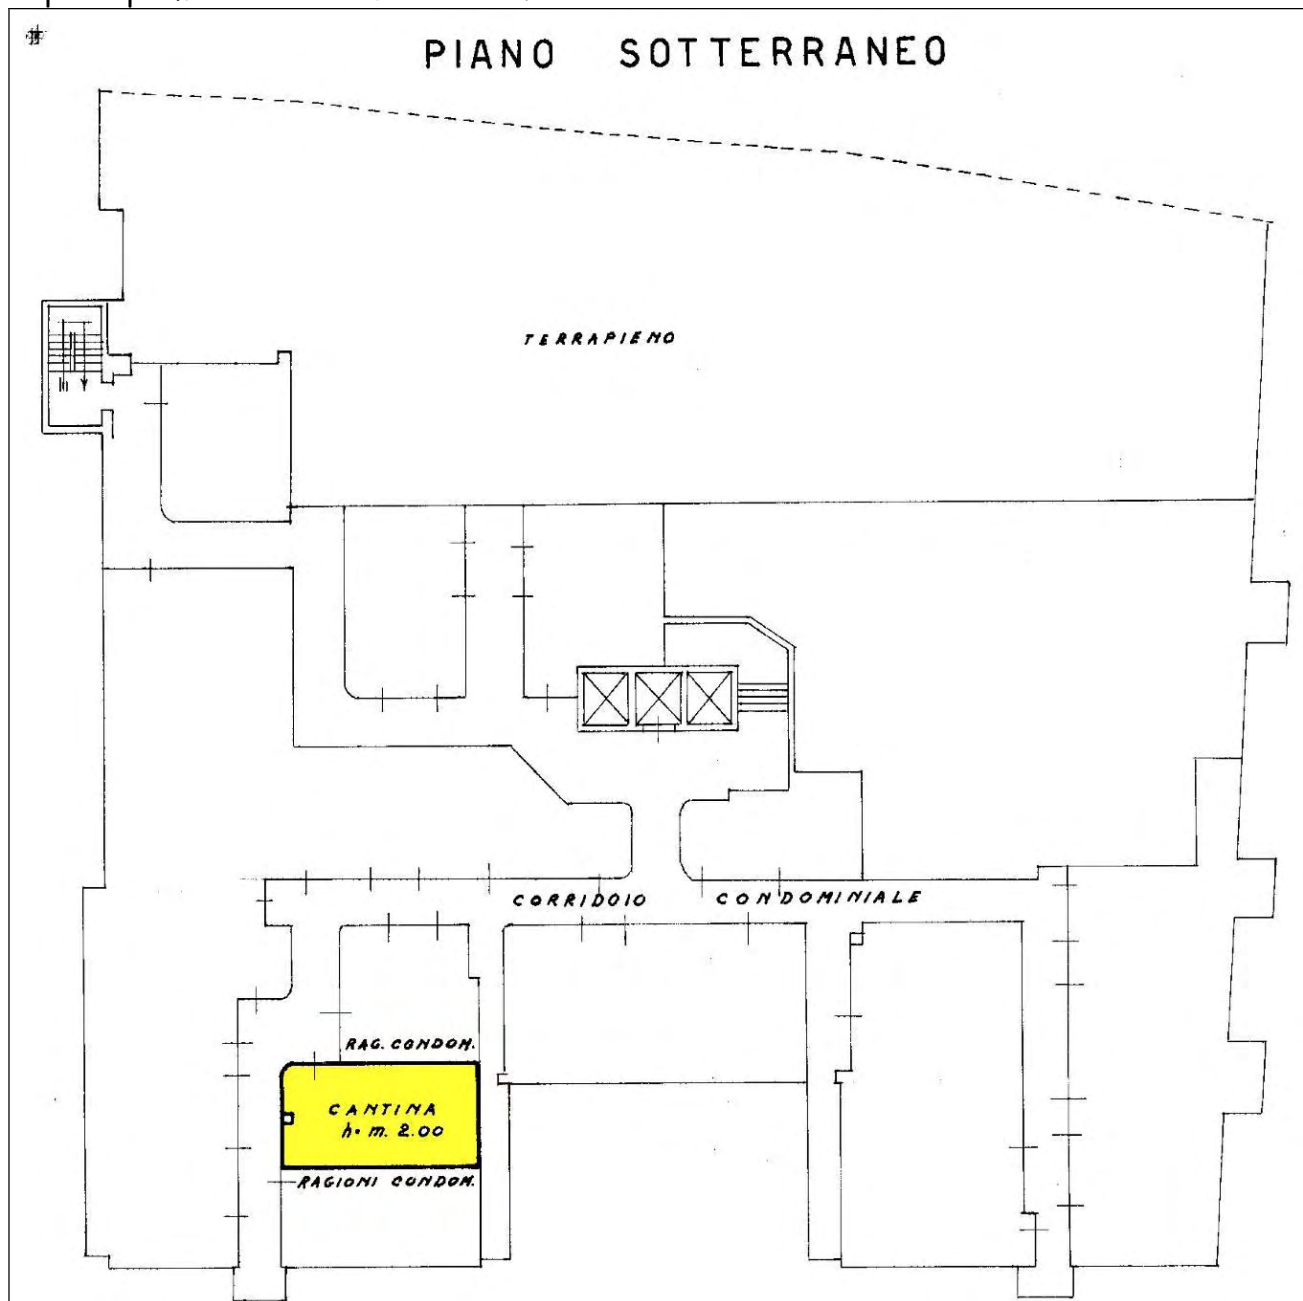 PIANO SOTTERRANEO
TERRAPIENO
CORRIDOIO CONDOMINIALE
RAG. CONDOM.
CANTINA
h. m. 2.00
RAGIONI CONDOM.